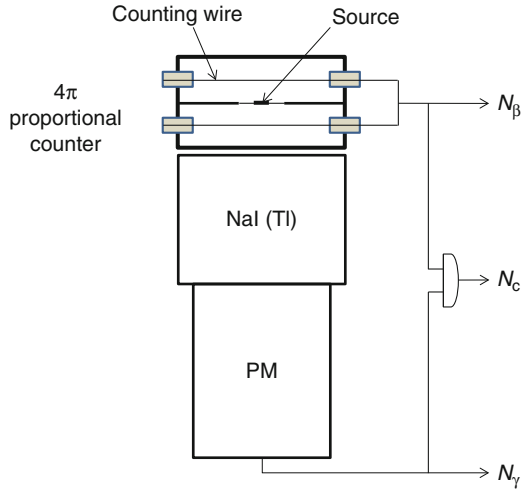 Counting wire
Source
4π
proportional
counter
Nβ
NaI (Tl)
Nc
PM
Nγ